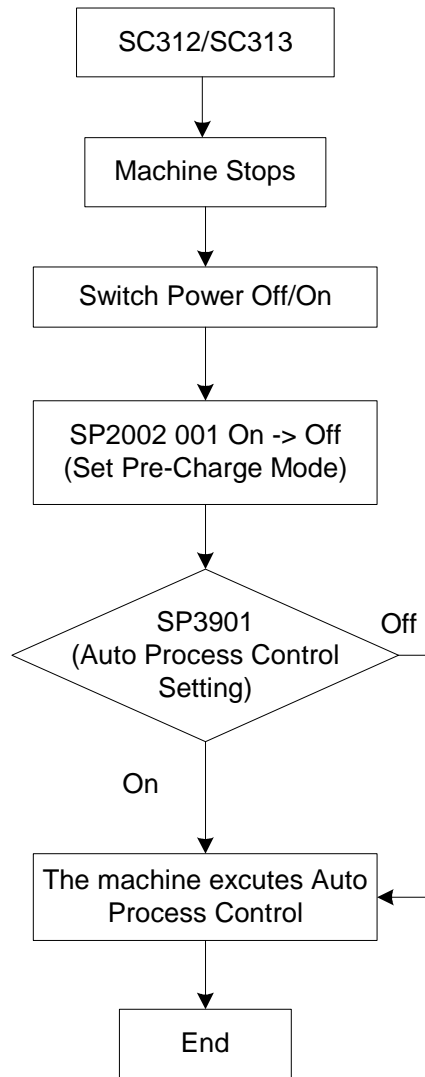 SC312/SC313
Machine Stops
Switch Power Off/On
SP2002 001 On -> Off
(Set Pre-Charge Mode)
SP3901
(Auto Process Control
Setting)
Off
On
The machine excutes Auto
Process Control
End